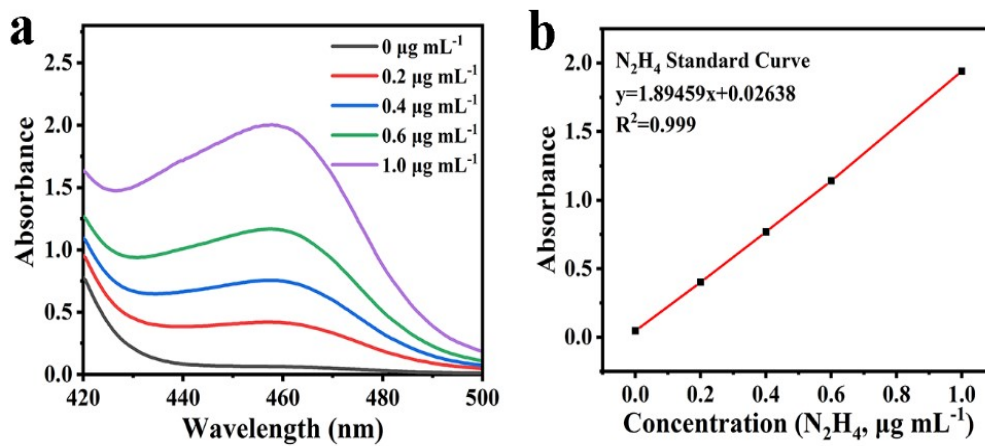 a
0 μg mL⁻¹
0.2 μg mL⁻¹
0.4 μg mL⁻¹
0.6 μg mL⁻¹
1.0 μg mL⁻¹
2.5
2.0
1.5
1.0
0.5
0.0
Absorbance
420 440 460 480 500
Wavelength (nm)
b
N₂H₄ Standard Curve
y=1.89459x+0.02638
R²=0.999
2.0
1.5
1.0
0.5
0.0
Absorbance
0.0 0.2 0.4 0.6 0.8 1.0
Concentration (N₂H₄, μg mL⁻¹)